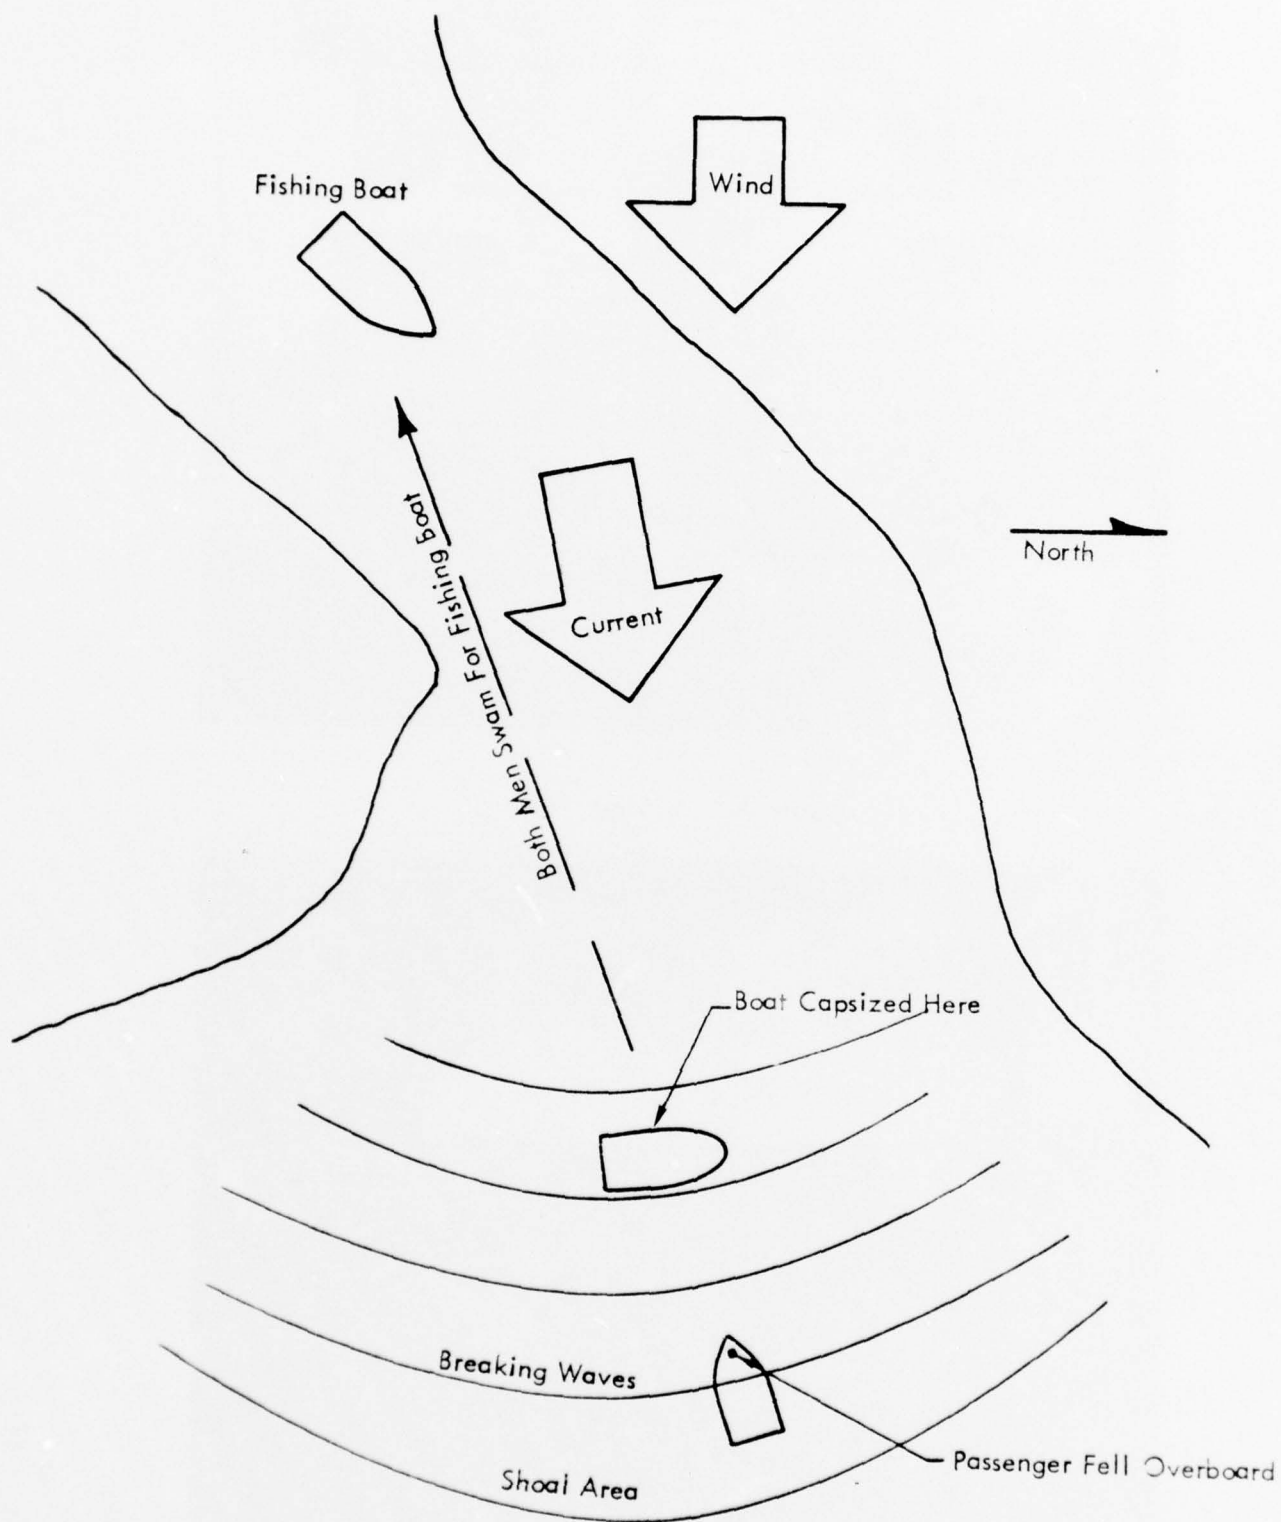 Fishing Boat
Wind
North
Current
Both Men Swam For Fishing Boat
Boat Capsized Here
Breaking Waves
Passenger Fell Overboard
Shoal Area